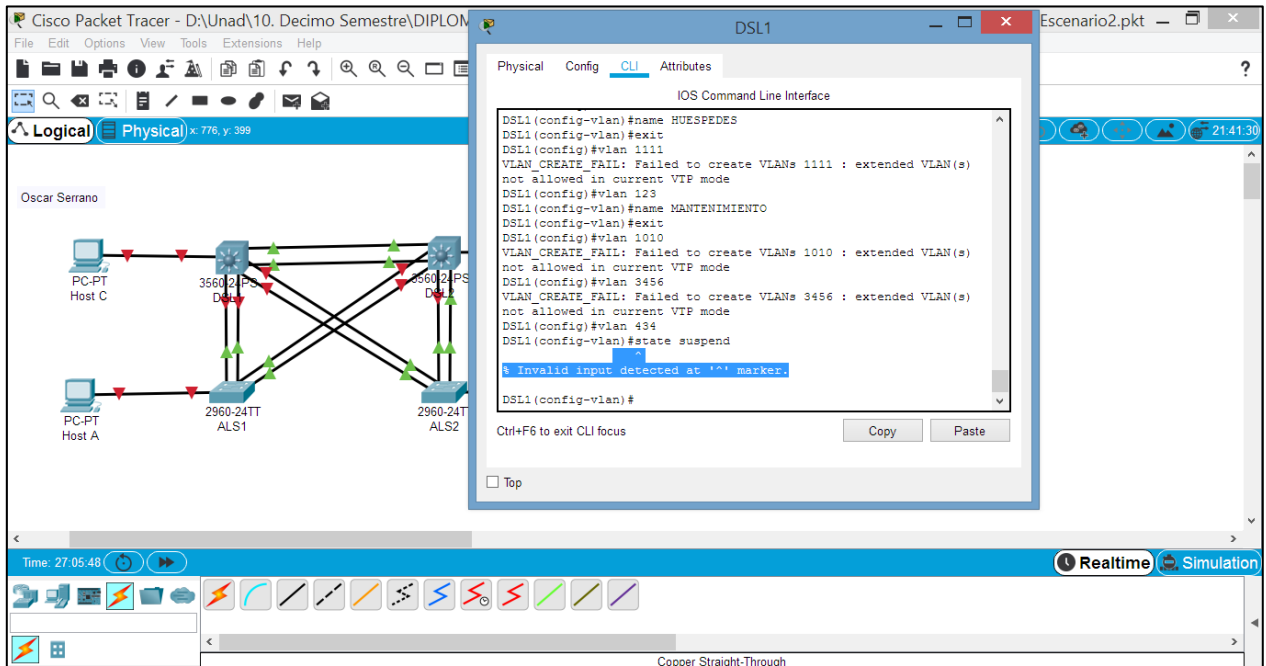 Cisco Packet Tracer - D:\Unad\10. Decimo Semestre\DIPLOM
Escenario2.pkt
File Edit Options View Tools Extensions Help
Logical
Physical
x: 776, y: 399
21:41:30
Oscar Serrano
PC-PT
Host C
3560-24PS
DSL1
3560-24PS
DSL2
PC-PT
Host A
2960-24TT
ALS1
2960-24T
ALS2
DSL1
Physical Config CLI Attributes
IOS Command Line Interface
DSL1(config-vlan)#name HUESPEDES
DSL1(config-vlan)#exit
DSL1(config)#vlan 1111
VLAN_CREATE_FAIL: Failed to create VLANs 1111 : extended VLAN(s)
not allowed in current VTP mode
DSL1(config)#vlan 123
DSL1(config-vlan)#name MANTENIMIENTO
DSL1(config-vlan)#exit
DSL1(config)#vlan 1010
VLAN_CREATE_FAIL: Failed to create VLANs 1010 : extended VLAN(s)
not allowed in current VTP mode
DSL1(config)#vlan 3456
VLAN_CREATE_FAIL: Failed to create VLANs 3456 : extended VLAN(s)
not allowed in current VTP mode
DSL1(config)#vlan 434
DSL1(config-vlan)#state suspend
^
% Invalid input detected at '^' marker.
DSL1(config-vlan)#
Ctrl+F6 to exit CLI focus
Copy
Paste
Top
Time: 27:05:48
Realtime
Simulation
Copper Straight-Through